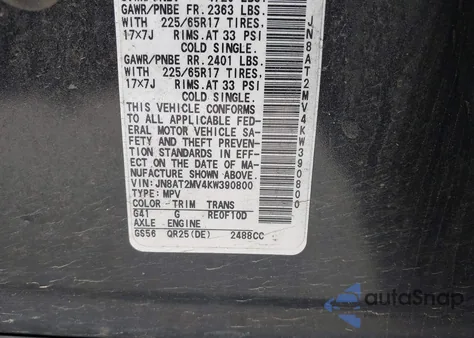 GAWR/PNBE FR. 2363 LBS.
WITH 225/65R17 TIRES.
17x7J RIMS.AT 33 PSI
COLD SINGLE.
GAWR/PNBE RR. 2401 LBS.
WITH 225/65R17 TIRES.
17x7J RIMS.AT 33 PSI
COLD SINGLE.
THIS VEHICLE CONFORMS
TO ALL APPLICABLE FED-
ERAL MOTOR VEHICLE SA-
FETY AND THEFT PREVEN-
TION STANDARDS IN EFF-
ECT ON THE DATE OF MA-
NUFACTURE SHOWN ABOVE.
VIN:JN8AT2MV4KW390800
TYPE: MPV
COLOR TRIM TRANS
G41 G RE0F10D
AXLE ENGINE
GS56 QR25(DE) 2488CC
JN8AT2MV4KW390800
autoSnap